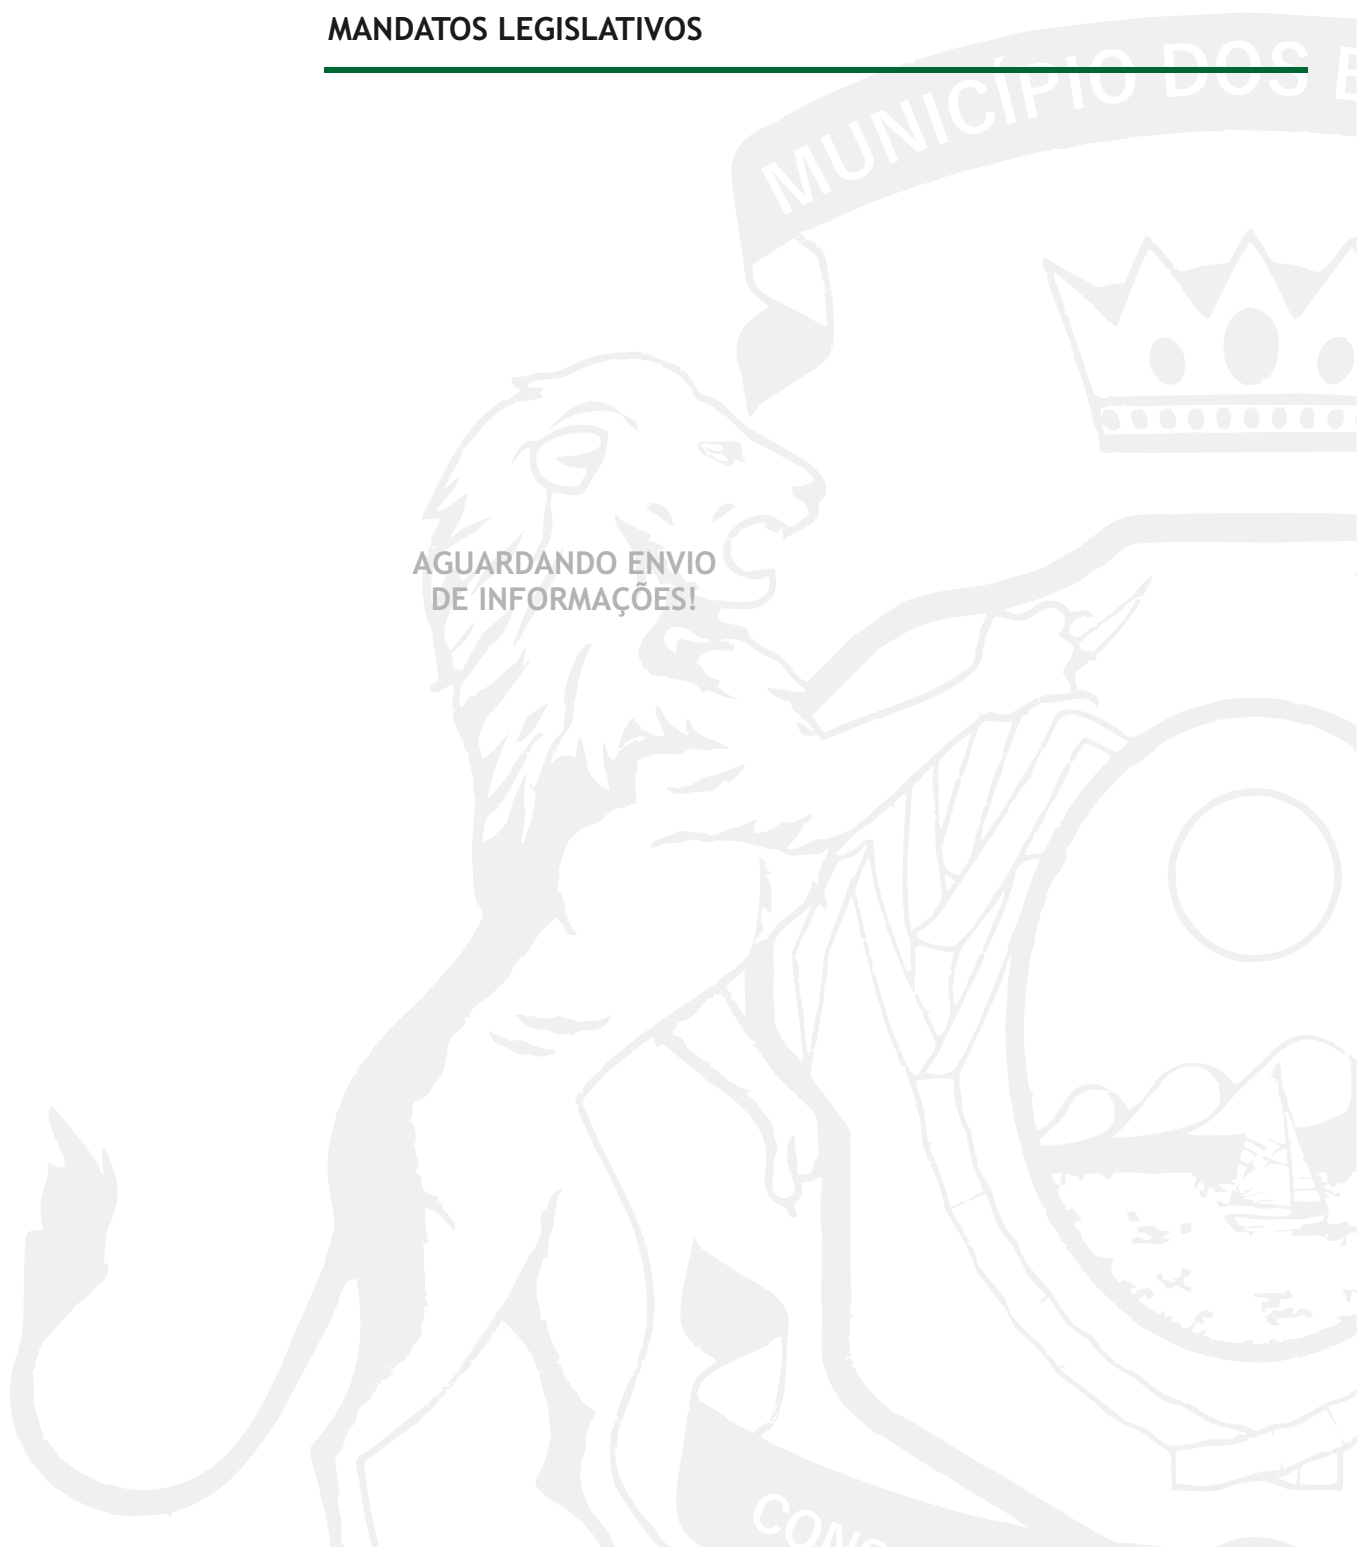 MANDATOS LEGISLATIVOS
MUNICÍPIO DOS
AGUARDANDO ENVIO
DE INFORMAÇÕES!